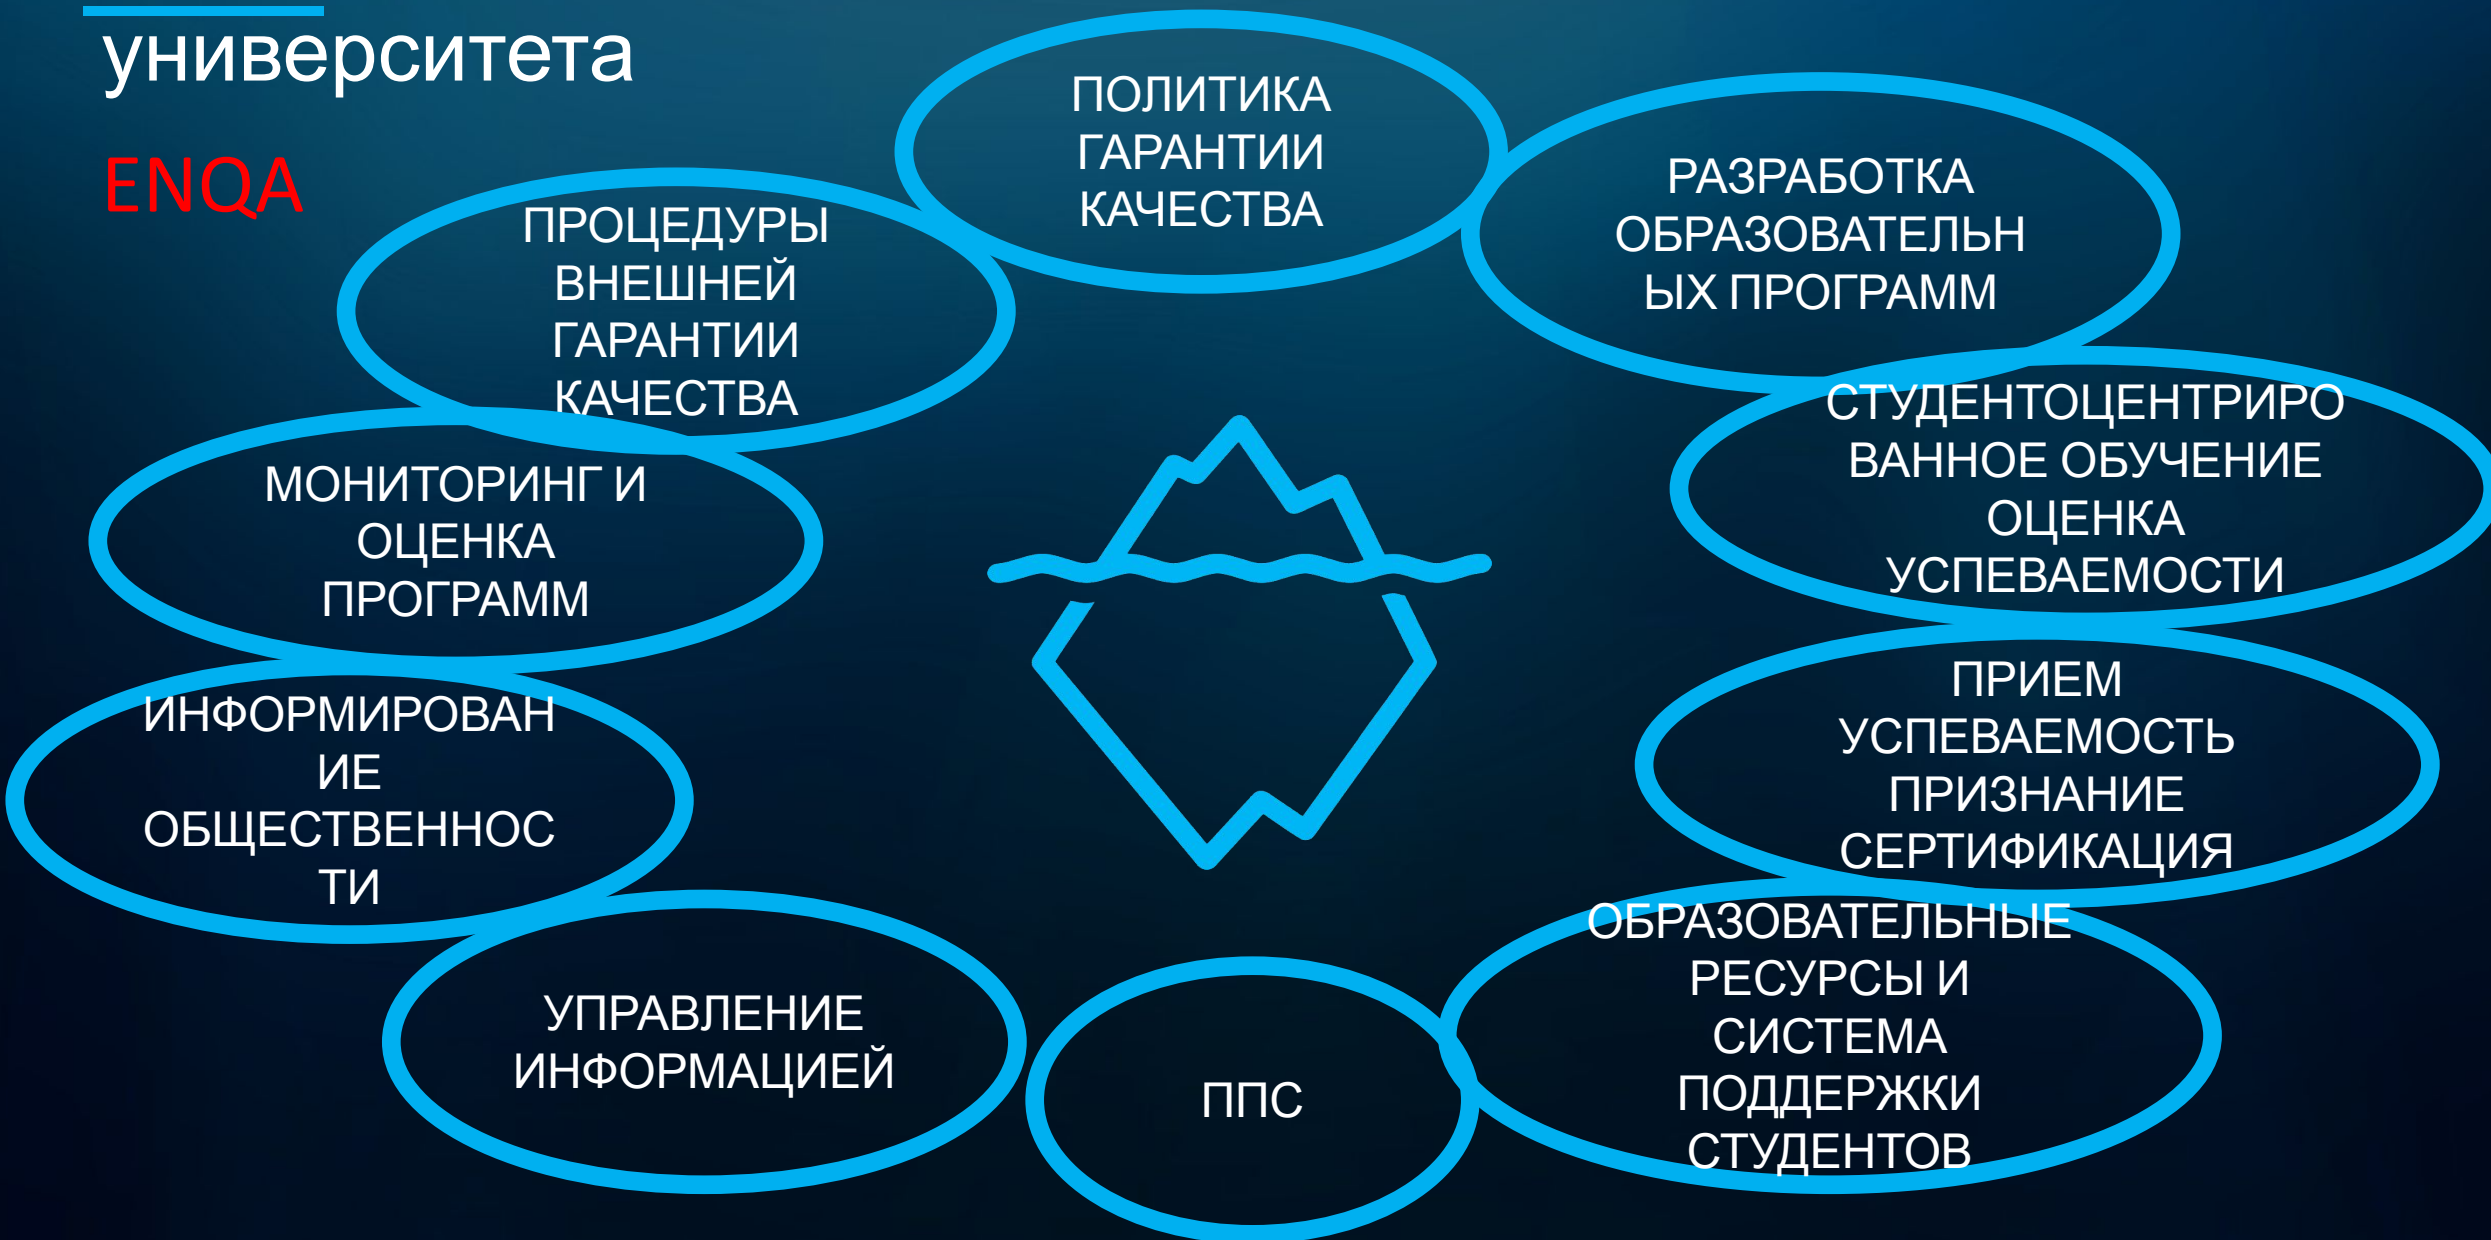 университета
ENQA
ПОЛИТИКА
ГАРАНТИИ
КАЧЕСТВА
РАЗРАБОТКА
ОБРАЗОВАТЕЛЬН
ЫХ ПРОГРАММ
СТУДЕНТОЦЕНТРИРО
ВАННОЕ ОБУЧЕНИЕ
ОЦЕНКА
УСПЕВАЕМОСТИ
ПРИЕМ
УСПЕВАЕМОСТЬ
ПРИЗНАНИЕ
СЕРТИФИКАЦИЯ
ОБРАЗОВАТЕЛЬНЫЕ
РЕСУРСЫ И
СИСТЕМА
ПОДДЕРЖКИ
СТУДЕНТОВ
ППС
УПРАВЛЕНИЕ
ИНФОРМАЦИЕЙ
ИНФОРМИРОВАН
ИЕ
ОБЩЕСТВЕННОС
ТИ
МОНИТОРИНГ И
ОЦЕНКА
ПРОГРАММ
ПРОЦЕДУРЫ
ВНЕШНЕЙ
ГАРАНТИИ
КАЧЕСТВА